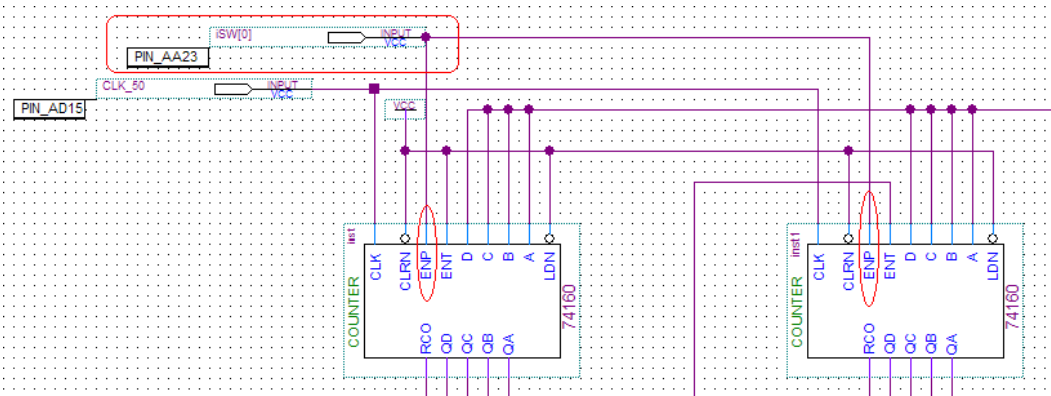 iSW[0] INPUT
VCC
PIN_AA23
CLK_50 INPUT
VCC
PIN_AD15
VCC
inst
CLK
CLRN
ENP
ENT
D
C
B
A
LDN
COUNTER
74160
RCO
QD
QC
QB
QA
inst1
CLK
CLRN
ENP
ENT
D
C
B
A
LDN
COUNTER
74160
RCO
QD
QC
QB
QA